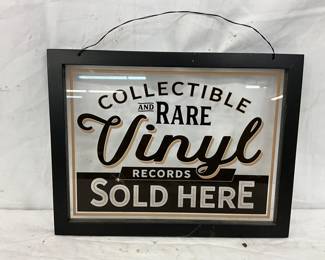 COLLECTIBLE
AND RARE
Vinyl
RECORDS
SOLD HERE